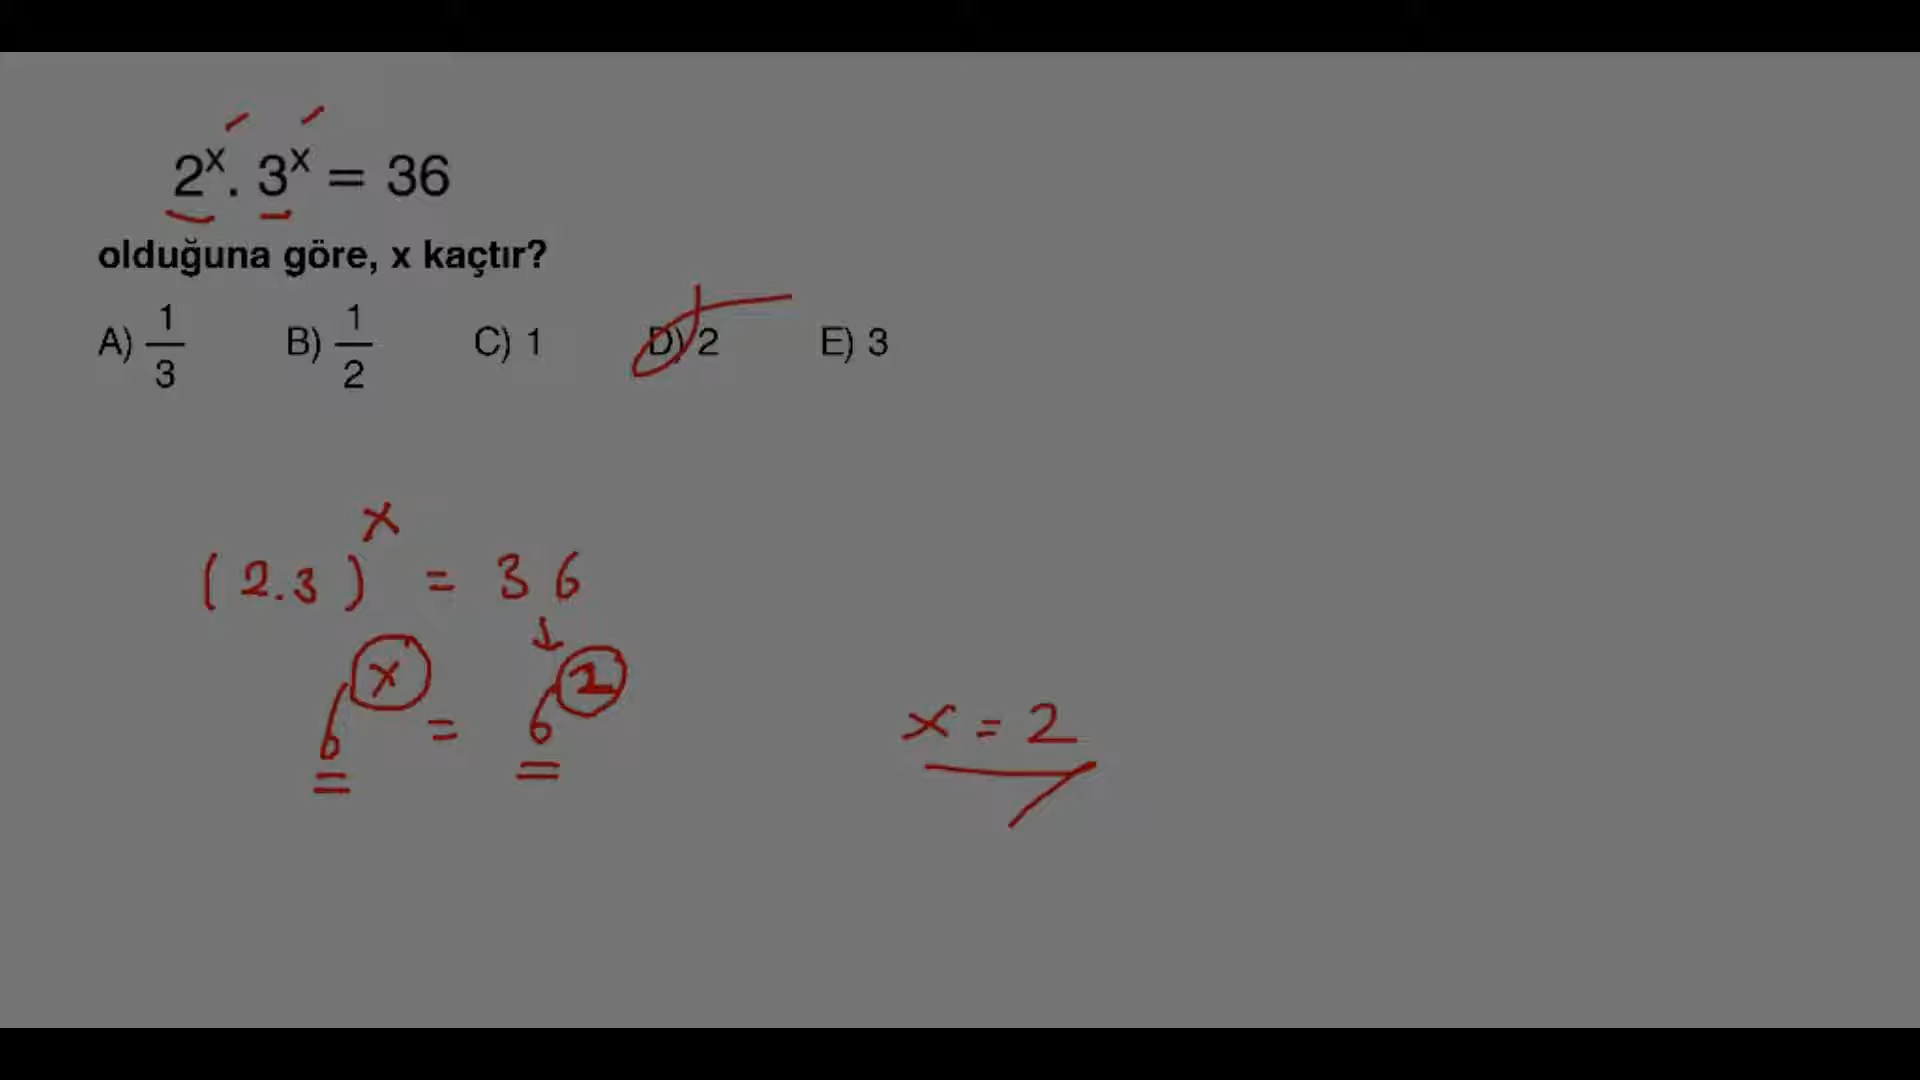 2ˣ . 3ˣ = 36
olduğuna göre, x kaçtır?
A) 1/3 B) 1/2 C) 1 D) 2 E) 3
(2.3)ˣ = 36
6ˣ = 6²
x = 2